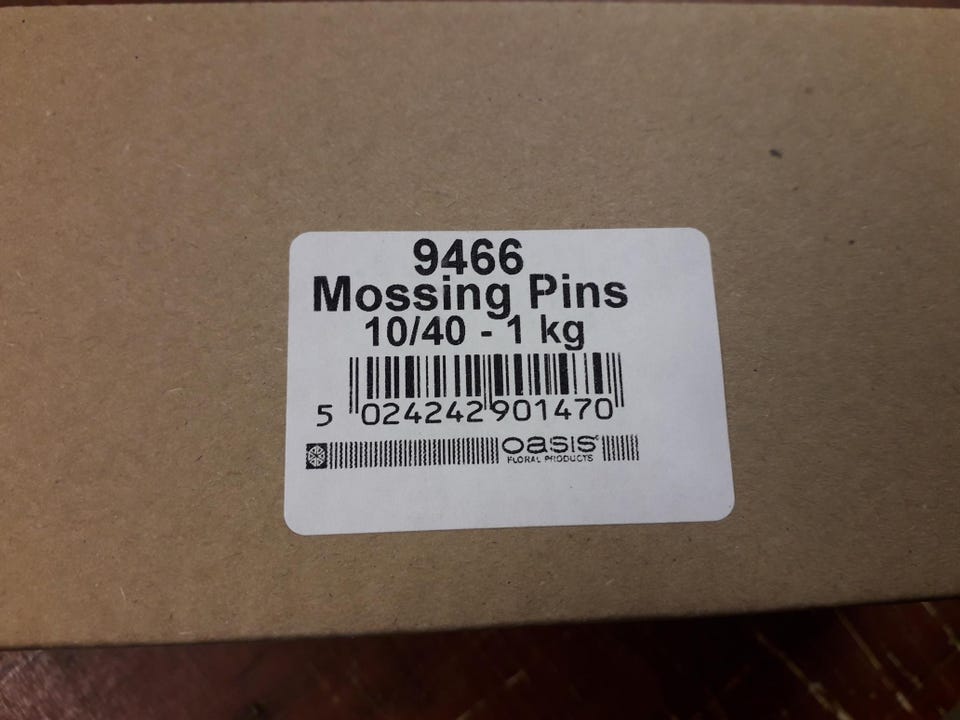 9466
Mossing Pins
10/40 - 1 kg
5 024242 901470
oasis
FLORAL PRODUCTS